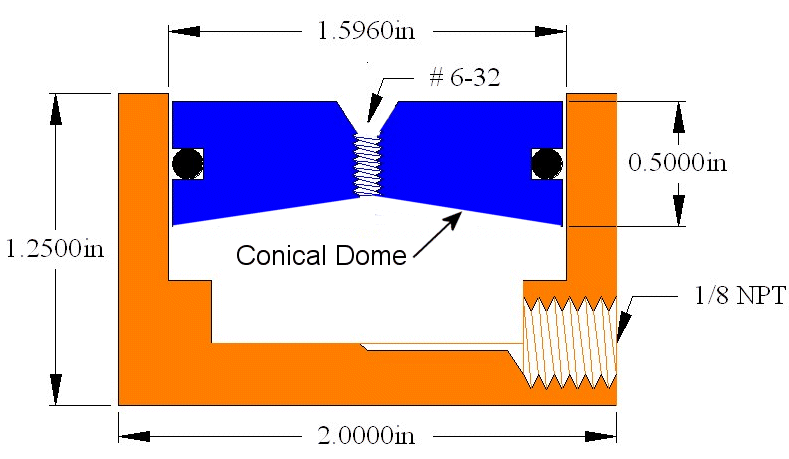 1.5960in
# 6-32
0.5000in
1.2500in
Conical Dome
1/8 NPT
2.0000in